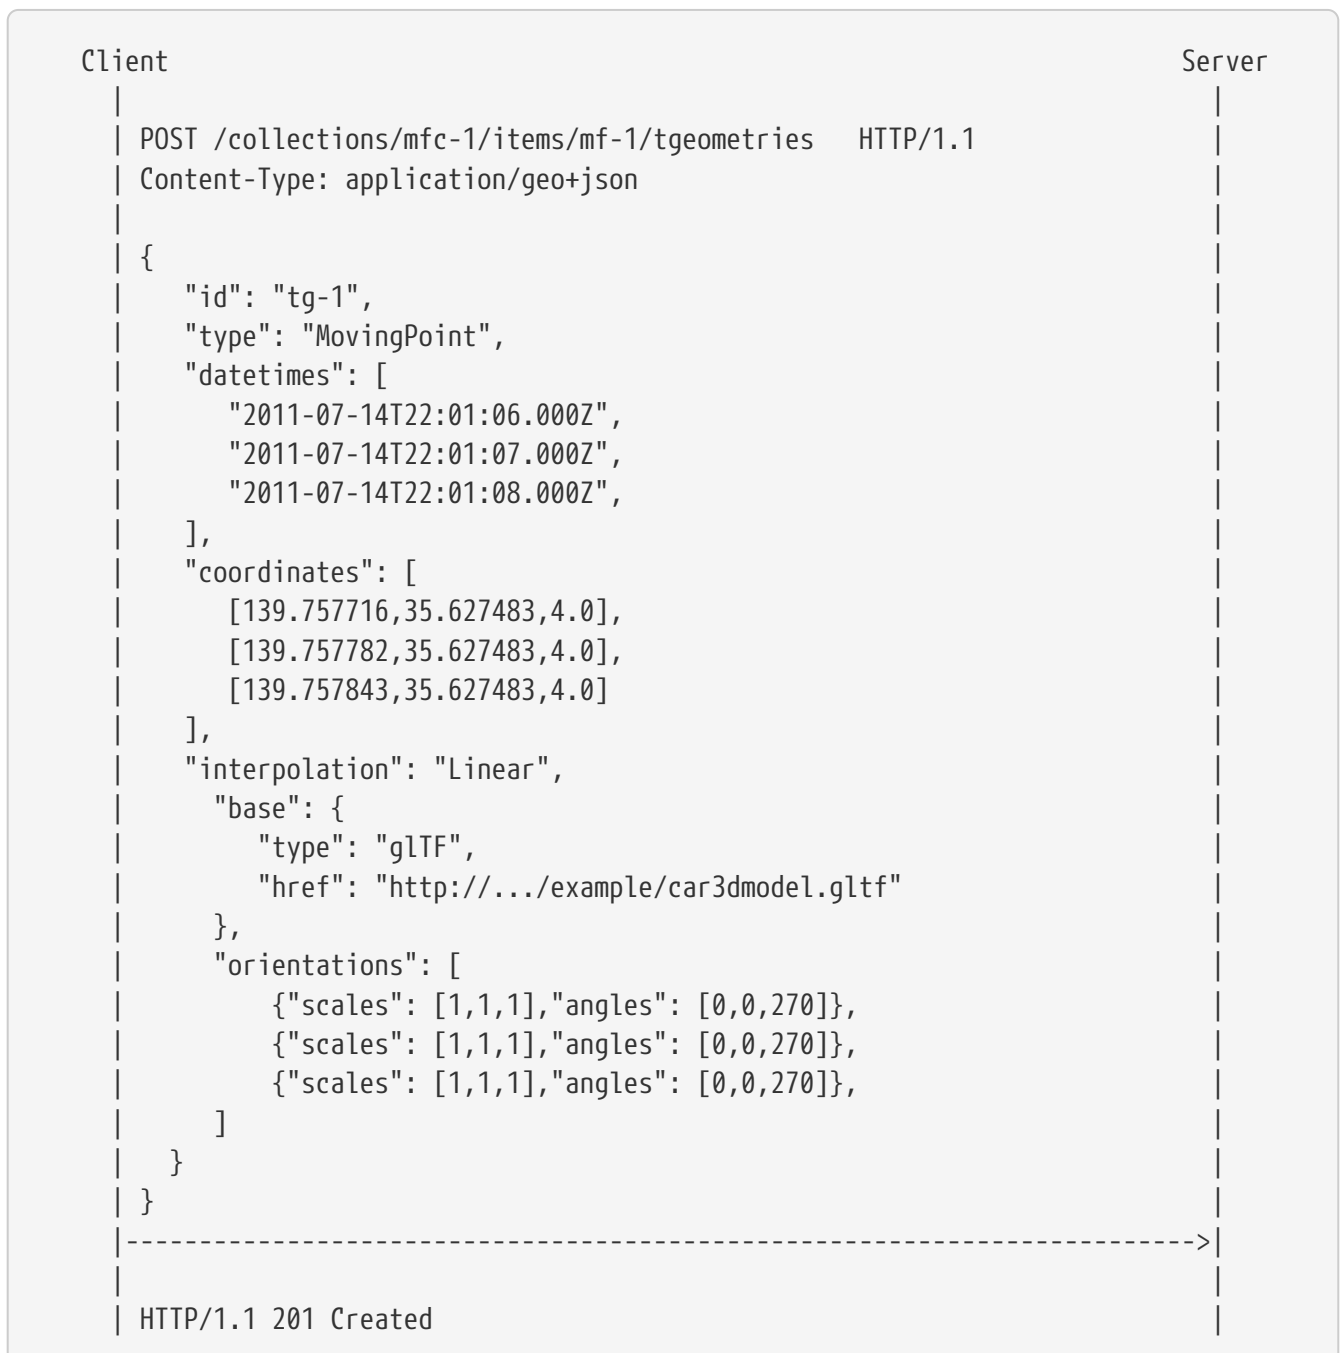 Client                                                                     Server
  |                                                                           |
  | POST /collections/mfc-1/items/mf-1/tgeometries   HTTP/1.1                 |
  | Content-Type: application/geo+json                                        |
  |                                                                           |
  | {                                                                         |
  |    "id": "tg-1",                                                          |
  |    "type": "MovingPoint",                                                 |
  |    "datetimes": [                                                         |
  |       "2011-07-14T22:01:06.000Z",                                         |
  |       "2011-07-14T22:01:07.000Z",                                         |
  |       "2011-07-14T22:01:08.000Z",                                         |
  |    ],                                                                     |
  |    "coordinates": [                                                       |
  |       [139.757716,35.627483,4.0],                                         |
  |       [139.757782,35.627483,4.0],                                         |
  |       [139.757843,35.627483,4.0]                                          |
  |    ],                                                                     |
  |    "interpolation": "Linear",                                             |
  |      "base": {                                                            |
  |         "type": "glTF",                                                   |
  |         "href": "http://.../example/car3dmodel.gltf"                      |
  |      },                                                                   |
  |      "orientations": [                                                    |
  |          {"scales": [1,1,1],"angles": [0,0,270]},                         |
  |          {"scales": [1,1,1],"angles": [0,0,270]},                         |
  |          {"scales": [1,1,1],"angles": [0,0,270]},                         |
  |      ]                                                                    |
  |   }                                                                       |
  | }                                                                         |
  |-------------------------------------------------------------------------->|
  |                                                                           |
  | HTTP/1.1 201 Created                                                      |